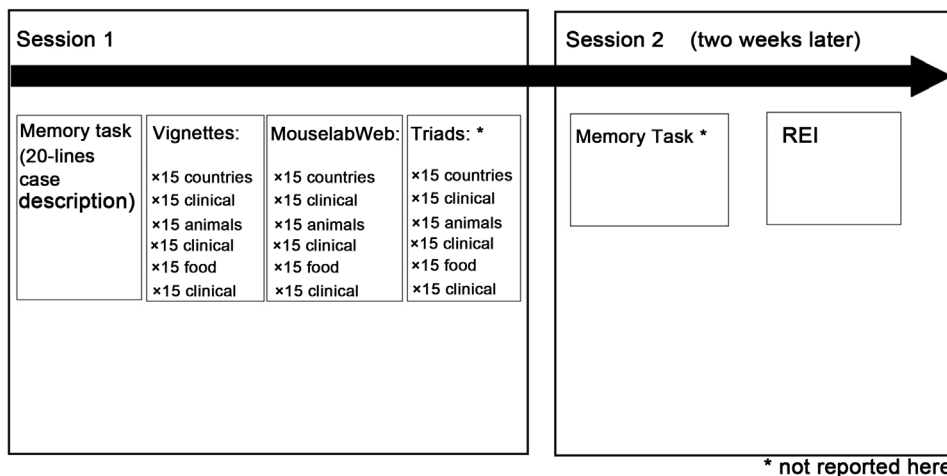 Session 1
Memory task
(20-lines
case
description)
Vignettes:
×15 countries
×15 clinical
×15 animals
×15 clinical
×15 food
×15 clinical
MouselabWeb:
×15 countries
×15 clinical
×15 animals
×15 clinical
×15 food
×15 clinical
Triads: *
×15 countries
×15 clinical
×15 animals
×15 clinical
×15 food
×15 clinical
Session 2 (two weeks later)
Memory Task *
REI
* not reported here